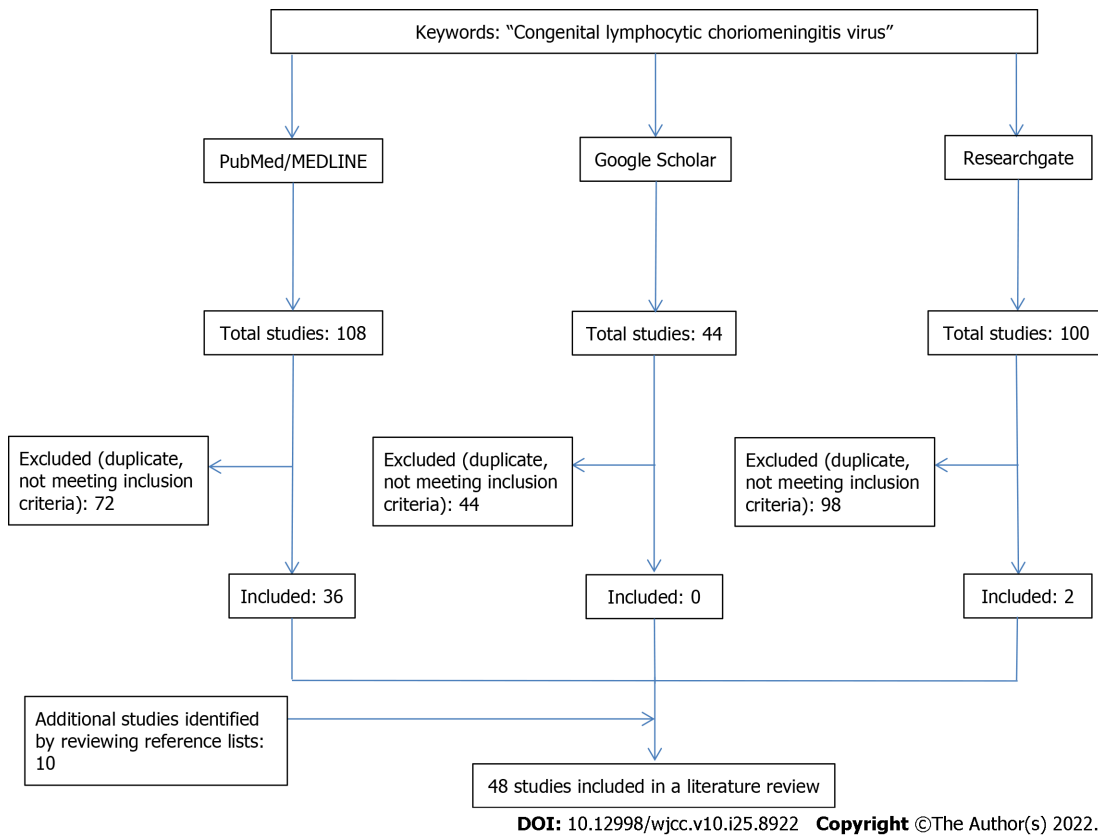 Keywords: “Congenital lymphocytic choriomeningitis virus”
PubMed/MEDLINE
Google Scholar
Researchgate
Total studies: 108
Total studies: 44
Total studies: 100
Excluded (duplicate,
not meeting inclusion
criteria): 72
Excluded (duplicate,
not meeting inclusion
criteria): 44
Excluded (duplicate,
not meeting inclusion
criteria): 98
Included: 36
Included: 0
Included: 2
Additional studies identified
by reviewing reference lists:
10
48 studies included in a literature review
DOI: 10.12998/wjcc.v10.i25.8922 Copyright ©The Author(s) 2022.